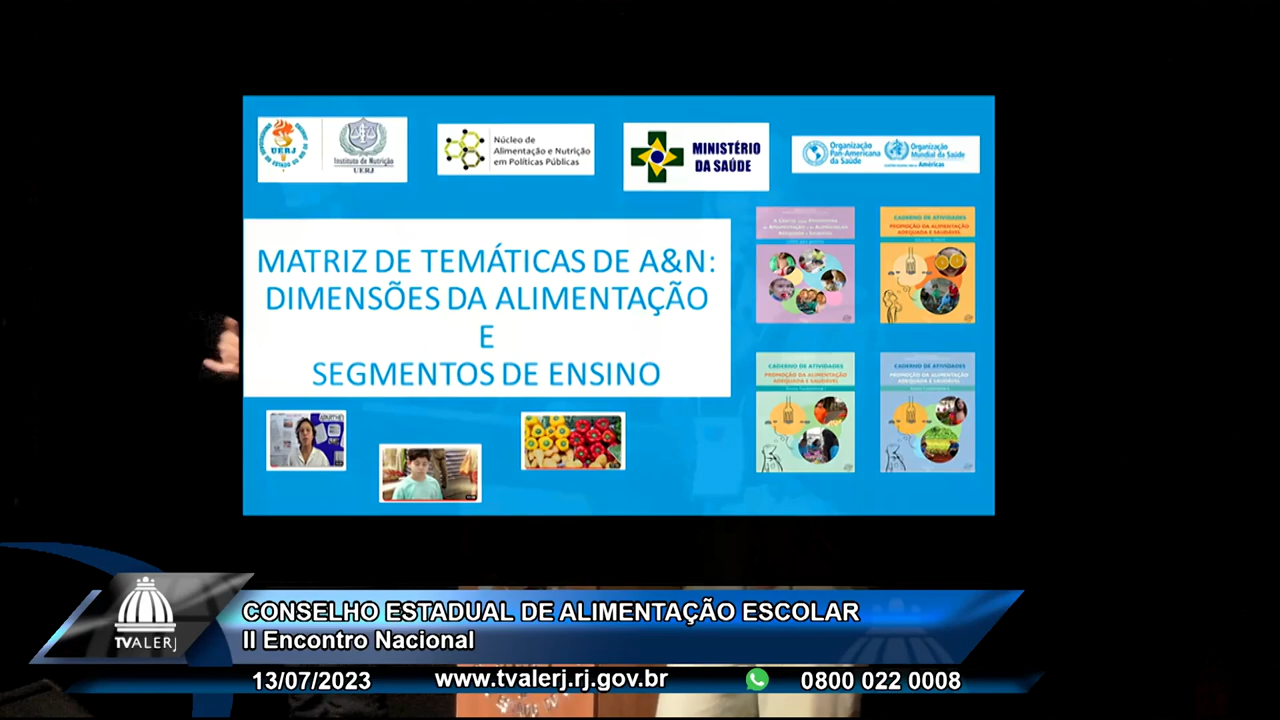 UERJ
Instituto de Nutrição
UERJ
Núcleo de
Alimentação e Nutrição
em Políticas Públicas
MINISTÉRIO
DA SAÚDE
Organização
Pan-Americana
da Saúde
Organização
Mundial da Saúde
Américas
MATRIZ DE TEMÁTICAS DE A&N:
DIMENSÕES DA ALIMENTAÇÃO
E
SEGMENTOS DE ENSINO
CADERNO DE ATIVIDADES
PROMOÇÃO DA ALIMENTAÇÃO
ADEQUADA E SAUDÁVEL
CADERNO DE ATIVIDADES
PROMOÇÃO DA ALIMENTAÇÃO
ADEQUADA E SAUDÁVEL
CADERNO DE ATIVIDADES
PROMOÇÃO DA ALIMENTAÇÃO
ADEQUADA E SAUDÁVEL
TVALERJ
CONSELHO ESTADUAL DE ALIMENTAÇÃO ESCOLAR
II Encontro Nacional
13/07/2023
www.tvalerj.rj.gov.br
0800 022 0008